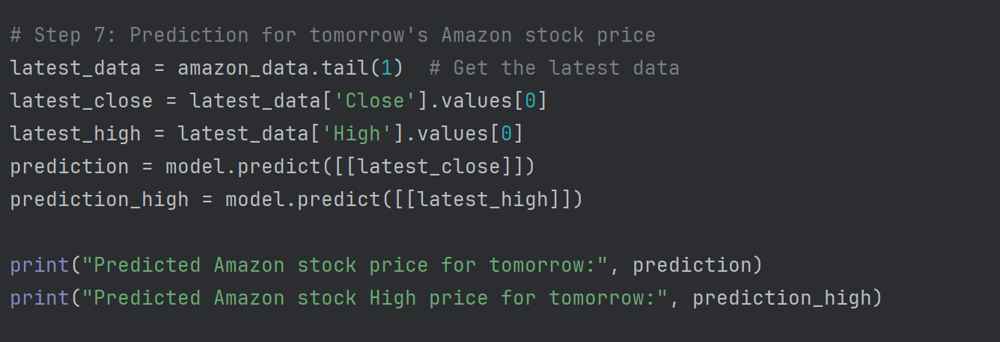 # Step 7: Prediction for tomorrow's Amazon stock price
latest_data = amazon_data.tail(1)  # Get the latest data
latest_close = latest_data['Close'].values[0]
latest_high = latest_data['High'].values[0]
prediction = model.predict([[latest_close]])
prediction_high = model.predict([[latest_high]])
print("Predicted Amazon stock price for tomorrow:", prediction)
print("Predicted Amazon stock High price for tomorrow:", prediction_high)